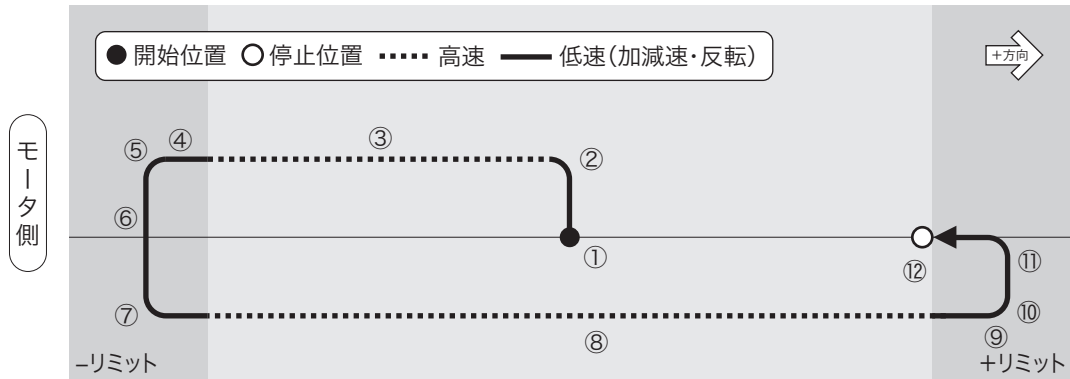 ●開始位置 ○停止位置 高速 低速(加減速・反転)
+方向
モータ側
⑤ ④ ③ ②
⑥
①
⑫ ⑪
⑦ ⑧ ⑩
⑨
−リミット +リミット